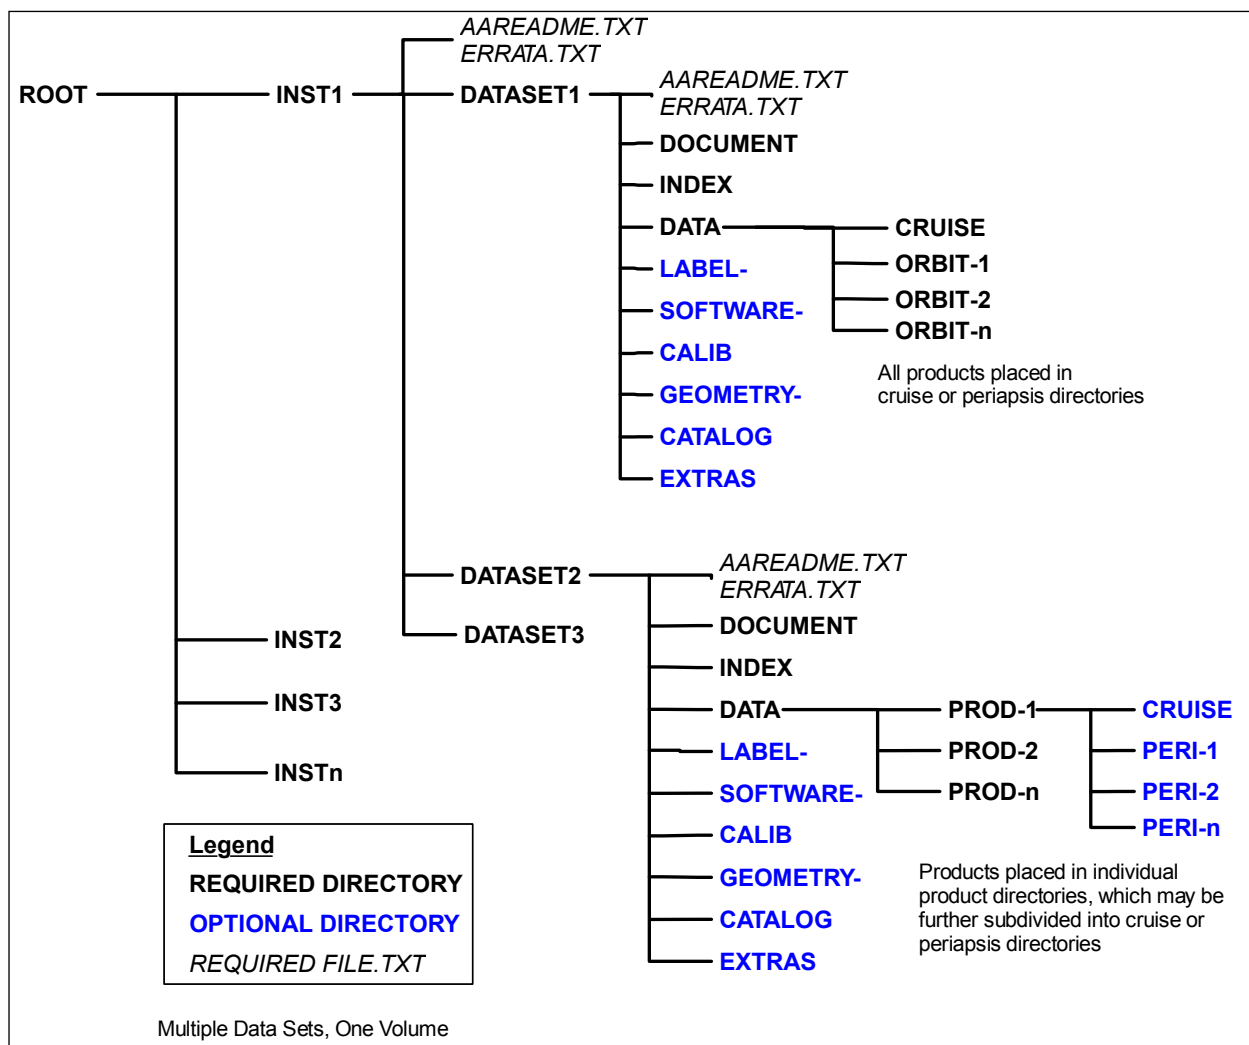 AAREADME.TXT
ERRATA.TXT
ROOT
INST1
DATASET1
AAREADME.TXT
ERRATA.TXT
DOCUMENT
INDEX
DATA
CRUISE
ORBIT-1
ORBIT-2
ORBIT-n
LABEL-
SOFTWARE-
CALIB
GEOMETRY-
CATALOG
EXTRAS
All products placed in
cruise or periapsis directories
DATASET2
AAREADME.TXT
ERRATA.TXT
DATASET3
DOCUMENT
INDEX
DATA
PROD-1
CRUISE
PROD-2
PERI-1
PROD-n
PERI-2
PERI-n
LABEL-
SOFTWARE-
CALIB
GEOMETRY-
CATALOG
EXTRAS
Products placed in individual
product directories, which may be
further subdivided into cruise or
periapsis directories
INST2
INST3
INSTn
Legend
REQUIRED DIRECTORY
OPTIONAL DIRECTORY
REQUIRED FILE.TXT
Multiple Data Sets, One Volume